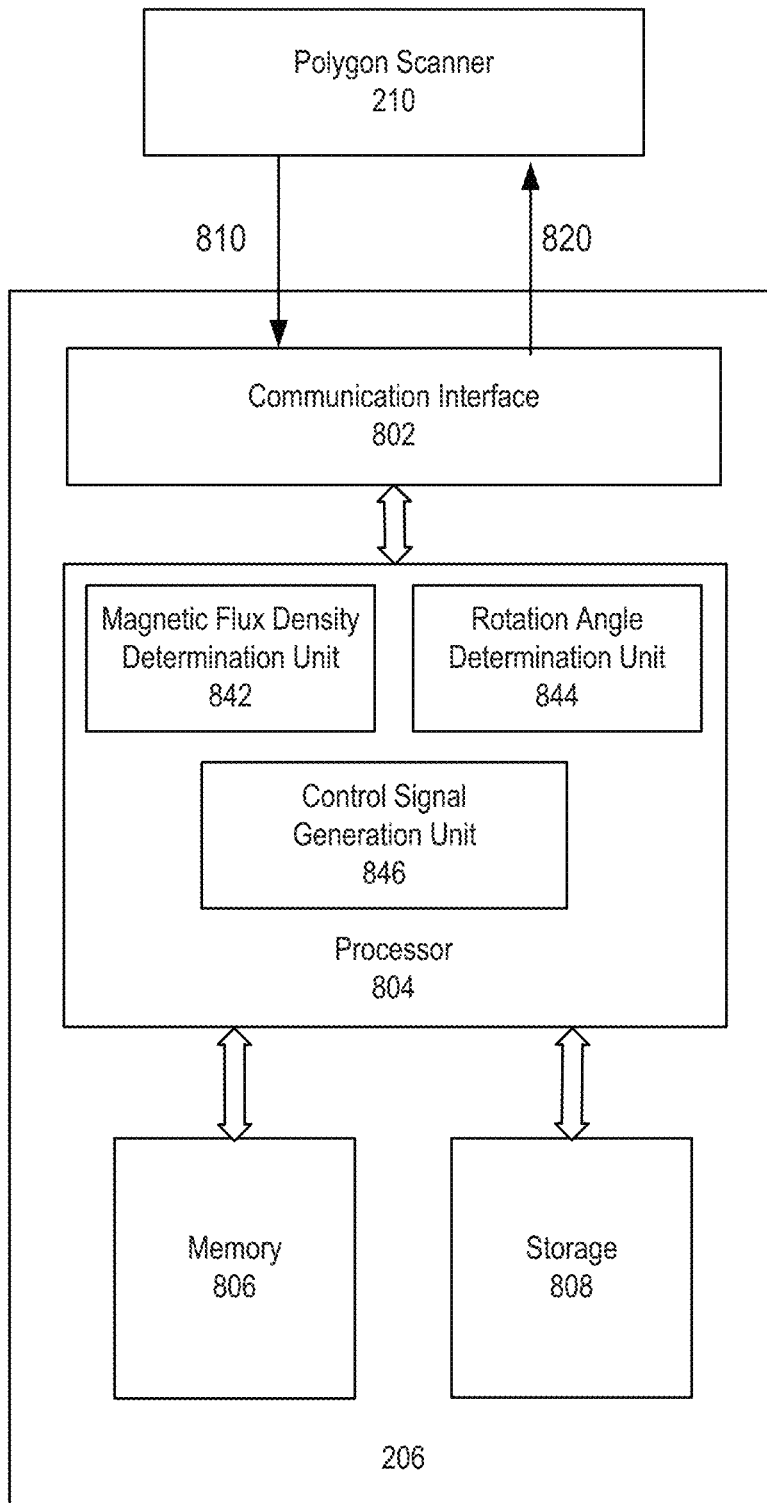 Polygon Scanner
210
810
820
Communication Interface
802
Magnetic Flux Density
Determination Unit
842
Rotation Angle
Determination Unit
844
Control Signal
Generation Unit
846
Processor
804
Memory
806
Storage
808
206